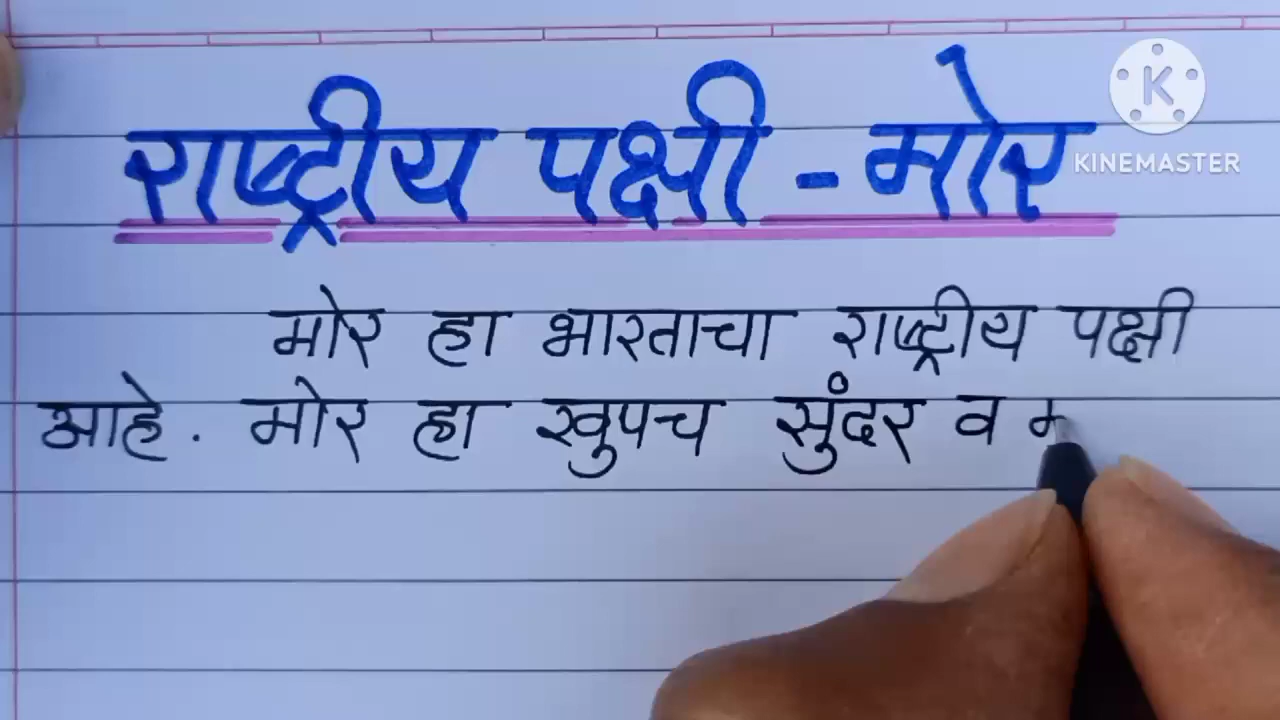 राष्ट्रीय पक्षी - मोर
KINEMASTER
मोर हा भारताचा राष्ट्रीय पक्षी
आहे. मोर हा खुपच सुंदर व